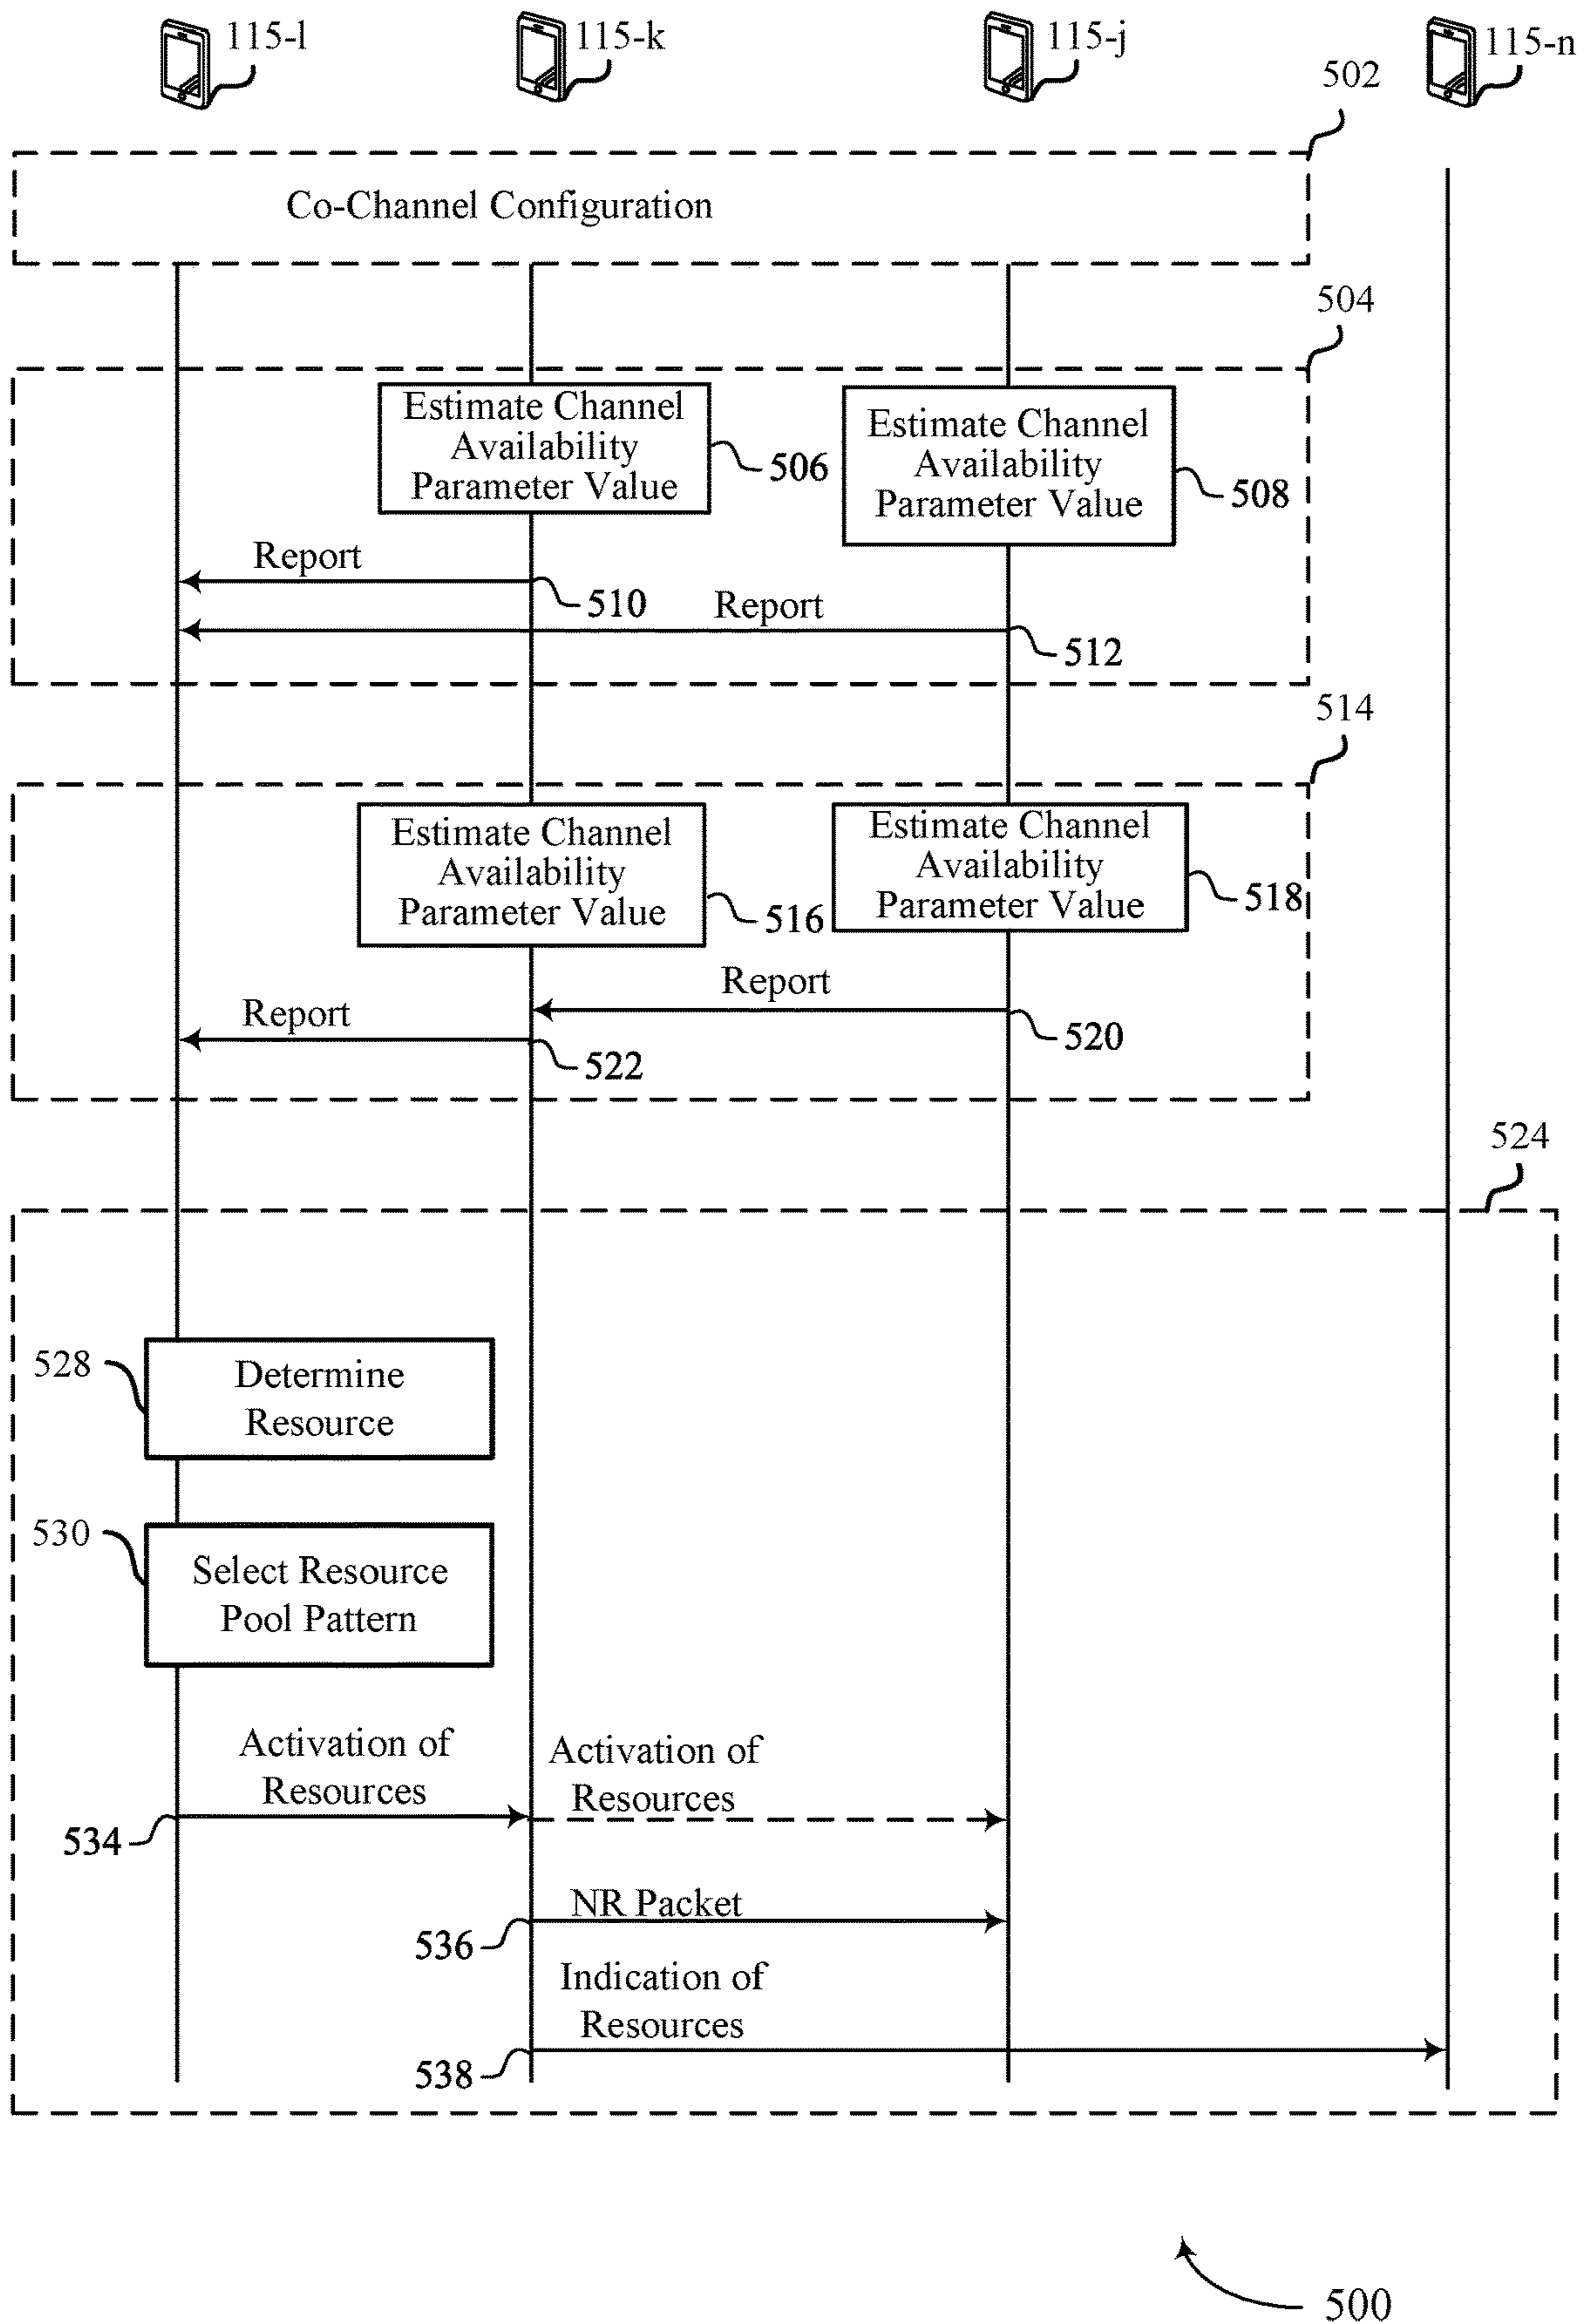 115-l
115-k
115-j
115-n
502
Co-Channel Configuration
504
Estimate Channel
Availability
Parameter Value
506
Estimate Channel
Availability
Parameter Value
508
Report
510
Report
512
514
Estimate Channel
Availability
Parameter Value
516
Estimate Channel
Availability
Parameter Value
518
Report
520
Report
522
524
528
Determine
Resource
530
Select Resource
Pool Pattern
Activation of
Resources
534
Activation of
Resources
NR Packet
536
Indication of
Resources
538
500